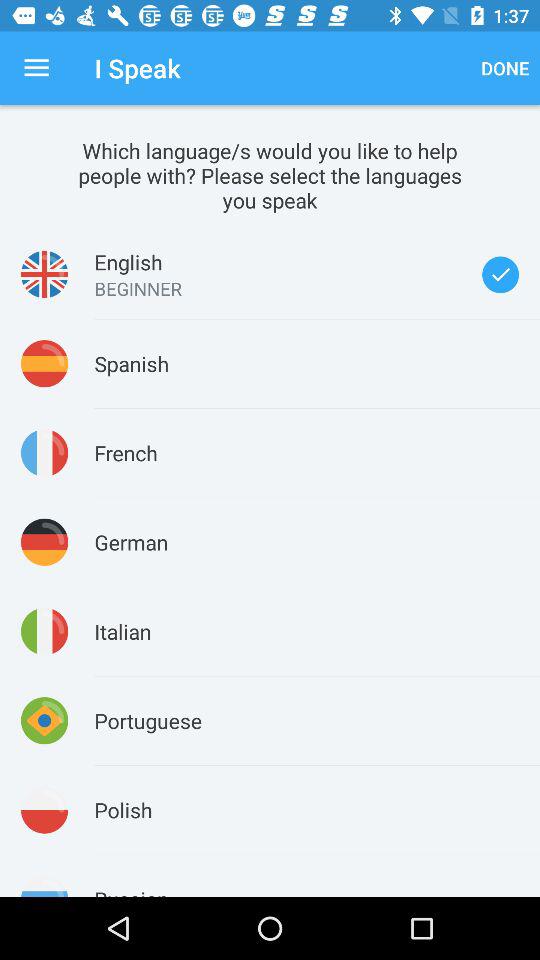 1:37
I Speak
DONE
Which language/s would you like to help
people with? Please select the languages
you speak
English
BEGINNER
Spanish
French
German
Italian
Portuguese
Polish
Russian